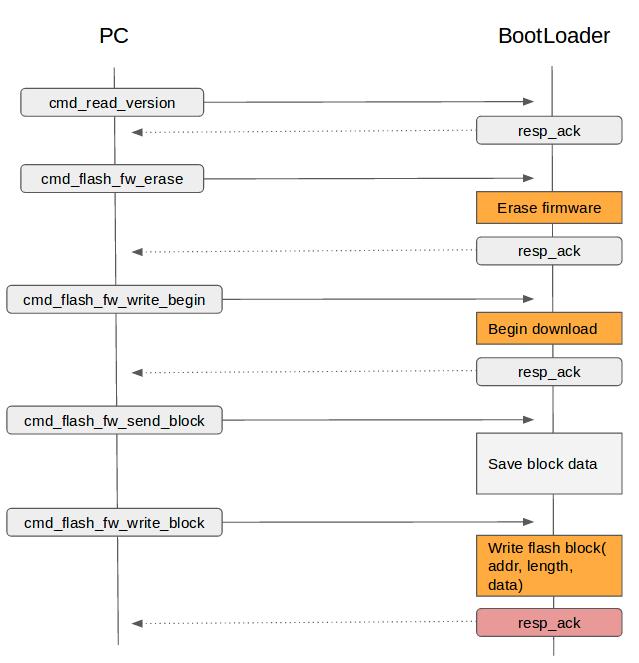 PC
BootLoader
cmd_read_version
resp_ack
cmd_flash_fw_erase
Erase firmware
resp_ack
cmd_flash_fw_write_begin
Begin download
resp_ack
cmd_flash_fw_send_block
Save block data
cmd_flash_fw_write_block
Write flash block(
addr, length,
data)
resp_ack